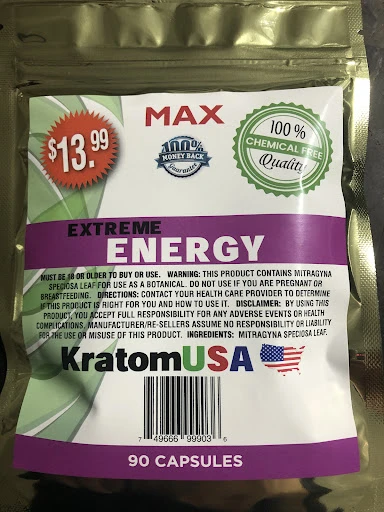 MAX
$13.99
100%
MONEY BACK
Guarantee
100 %
CHEMICAL FREE
Quality
EXTREME
ENERGY
MUST BE 18 OR OLDER TO BUY OR USE. WARNING: THIS PRODUCT CONTAINS MITRAGYNA
SPECIOSA LEAF FOR USE AS A BOTANICAL. DO NOT USE IF YOU ARE PREGNANT OR
BREASTFEEDING. DIRECTIONS: CONTACT YOUR HEALTH CARE PROVIDER TO DETERMINE
IF THIS PRODUCT IS RIGHT FOR YOU AND HOW TO USE IT. DISCLAIMER: BY USING THIS
PRODUCT, YOU ACCEPT FULL RESPONSIBILITY FOR ANY ADVERSE EVENTS OR HEALTH
COMPLICATIONS. MANUFACTURER/RE-SELLERS ASSUME NO RESPONSIBILITY OR LIABILITY
FOR THE USE OR MISUSE OF THIS PRODUCT. INGREDIENTS: MITRAGYNA SPECIOSA LEAF.
KratomUSA
7 49666 99903 6
90 CAPSULES